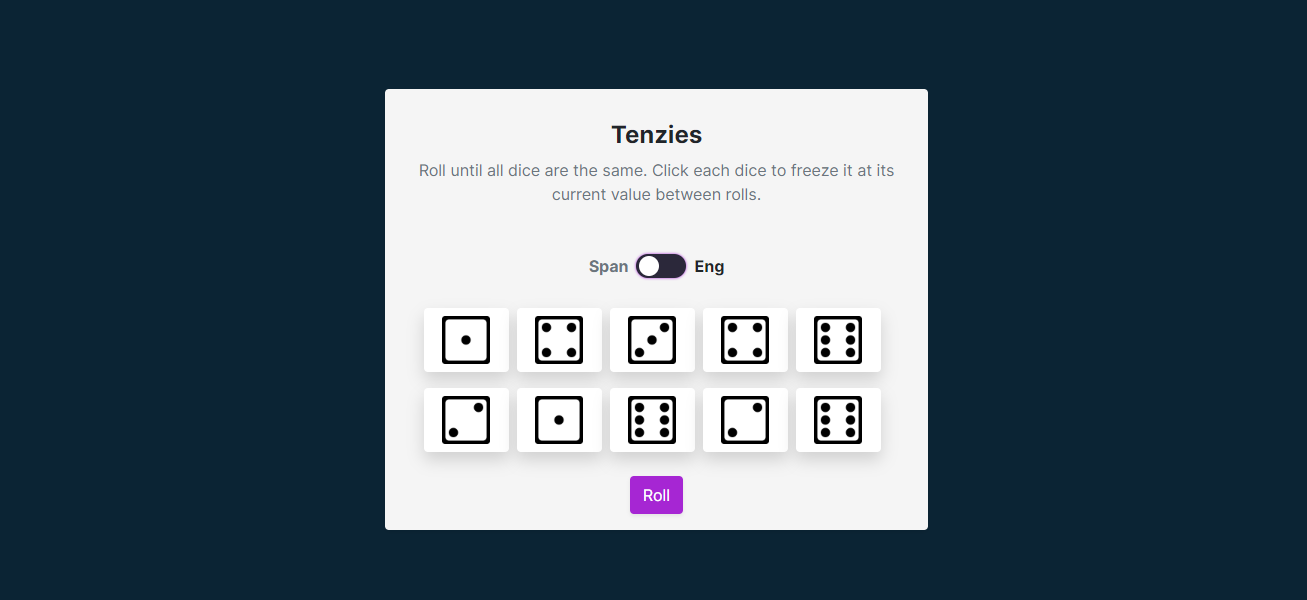 Tenzies
Roll until all dice are the same. Click each dice to freeze it at its
current value between rolls.
Span Eng
Roll